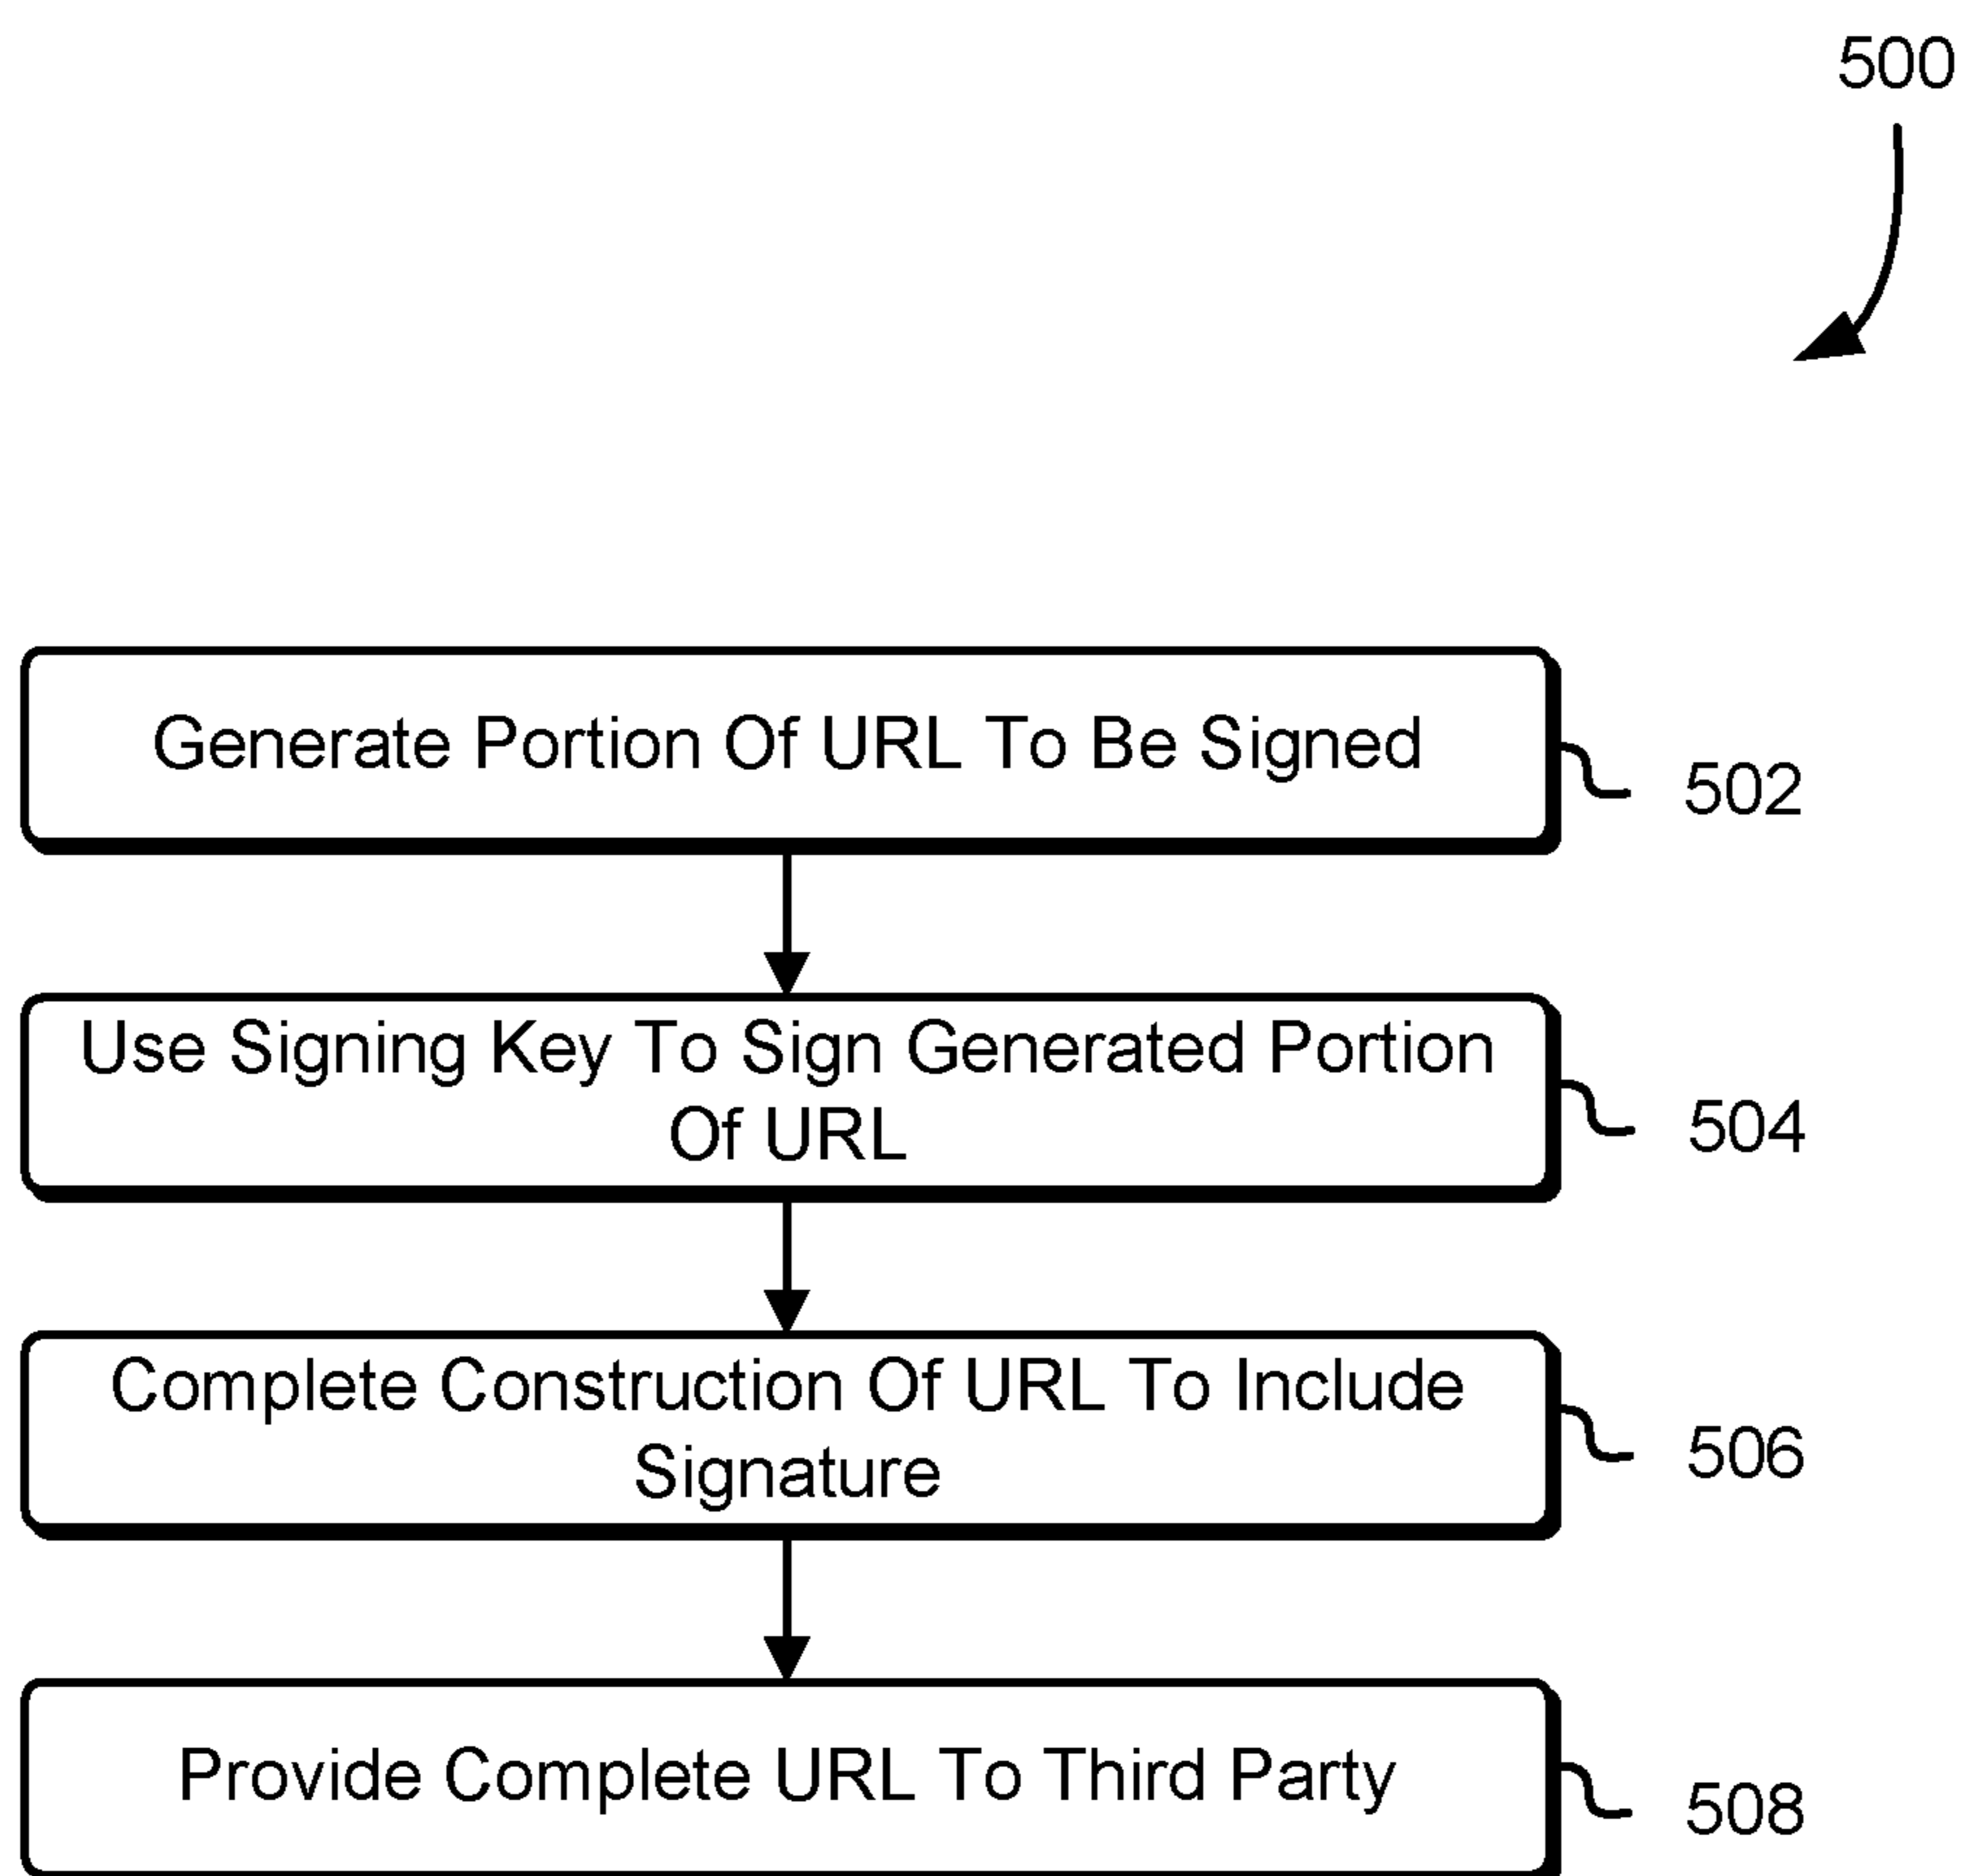 500
Generate Portion Of URL To Be Signed
502
Use Signing Key To Sign Generated Portion
Of URL
504
Complete Construction Of URL To Include
Signature
506
Provide Complete URL To Third Party
508